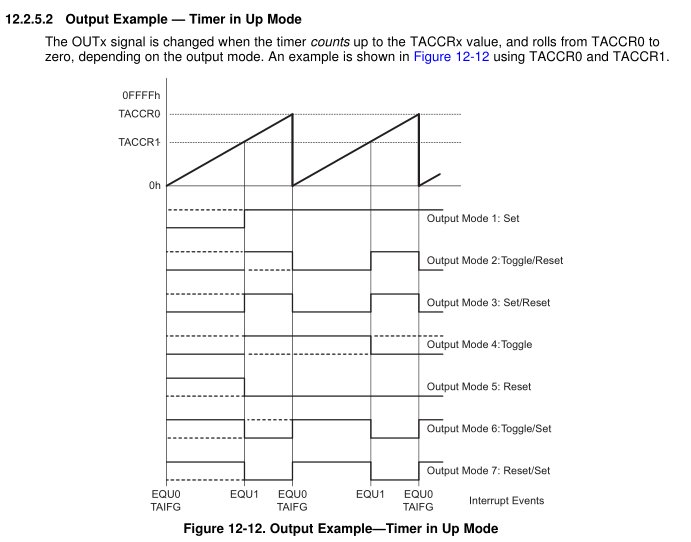 12.2.5.2 Output Example — Timer in Up Mode
The OUTx signal is changed when the timer counts up to the TACCRx value, and rolls from TACCR0 to
zero, depending on the output mode. An example is shown in Figure 12-12 using TACCR0 and TACCR1.
0FFFFh
TACCR0
TACCR1
0h
Output Mode 1: Set
Output Mode 2:Toggle/Reset
Output Mode 3: Set/Reset
Output Mode 4:Toggle
Output Mode 5: Reset
Output Mode 6:Toggle/Set
Output Mode 7: Reset/Set
EQU0 EQU1 EQU0 EQU1 EQU0 Interrupt Events
TAIFG TAIFG TAIFG
Figure 12-12. Output Example—Timer in Up Mode